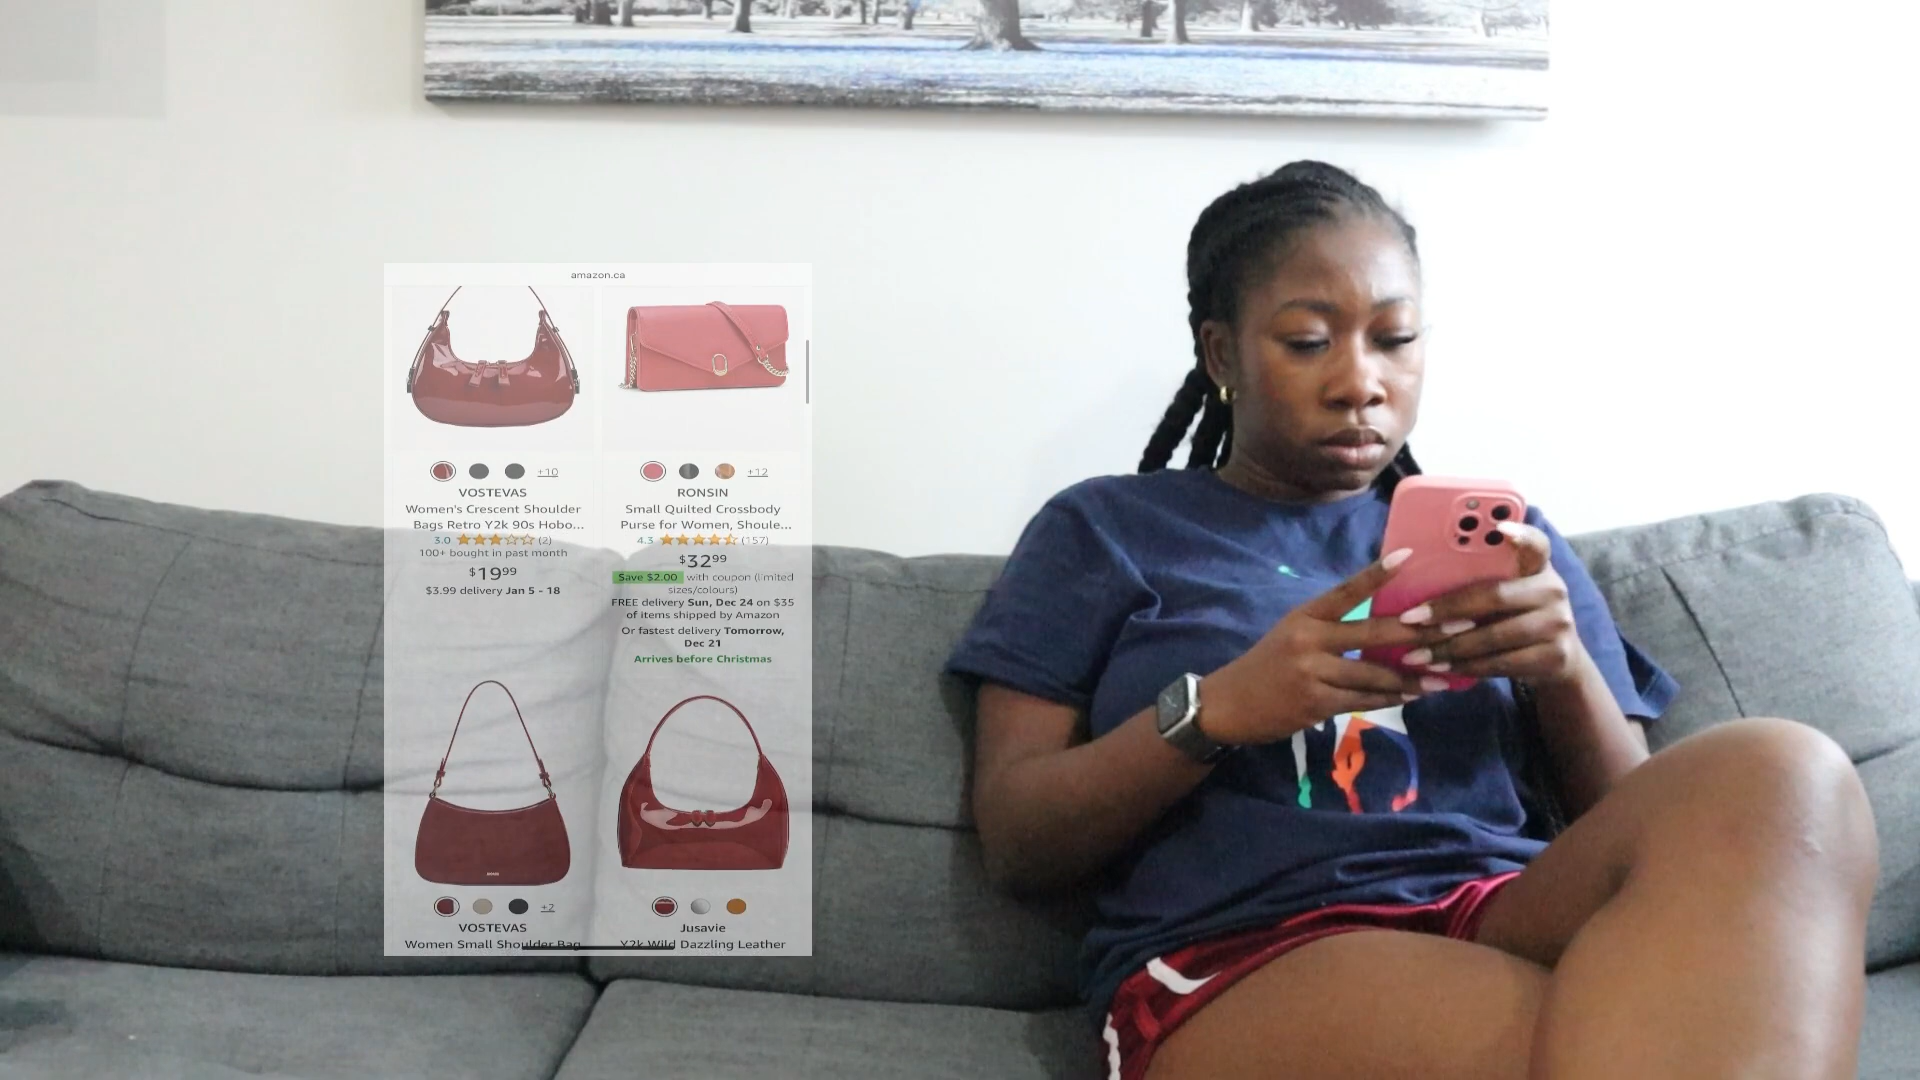 amazon.ca
+10
VOSTEVAS
Women's Crescent Shoulder
Bags Retro Y2k 90s Hobo...
3.0 (2)
100+ bought in past month
$19.99
$3.99 delivery Jan 5 - 18
+12
RONSIN
Small Quilted Crossbody
Purse for Women, Shoule...
4.3 (157)
$32.99
Save $2.00 with coupon (limited
sizes/colours)
FREE delivery Sun, Dec 24 on $35
of items shipped by Amazon
Or fastest delivery Tomorrow,
Dec 21
Arrives before Christmas
+2
VOSTEVAS
Women Small Shoulder Bag
Jusavie
Y2k Wild Dazzling Leather